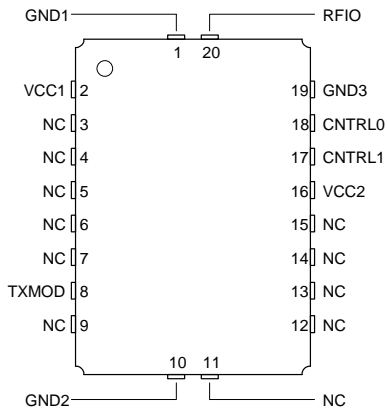 GND1 RFIO
1 20
VCC1 2 19 GND3
NC 3 18 CNTRL0
NC 4 17 CNTRL1
NC 5 16 VCC2
NC 6 15 NC
NC 7 14 NC
TXMOD 8 13 NC
NC 9 12 NC
10 11
GND2 NC